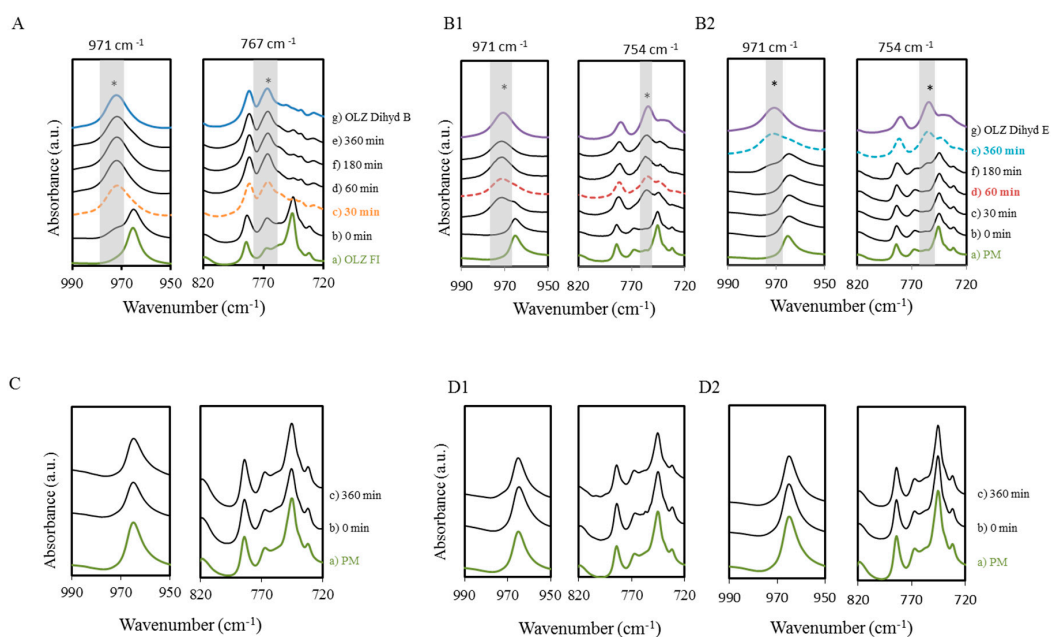 A
B1
B2
971 cm -1
767 cm -1
971 cm -1
754 cm -1
971 cm -1
754 cm -1
*
*
*
*
*
*
Absorbance (a.u.)
g) OLZ Dihyd B
e) 360 min
f) 180 min
d) 60 min
c) 30 min
b) 0 min
a) OLZ FI
Absorbance (a.u.)
g) OLZ Dihyd E
e) 360 min
f) 180 min
d) 60 min
c) 30 min
b) 0 min
a) PM
990 970 950 820 770 720
990 970 950 820 770 720
990 970 950 820 770 720
Wavenumber (cm-1)
Wavenumber (cm-1)
Wavenumber (cm-1)
C
D1
D2
Absorbance (a.u.)
c) 360 min
b) 0 min
a) PM
Absorbance (a.u.)
c) 360 min
b) 0 min
a) PM
990 970 950 820 770 720
990 970 950 820 770 720
990 970 950 820 770 720
Wavenumber (cm-1)
Wavenumber (cm-1)
Wavenumber (cm-1)